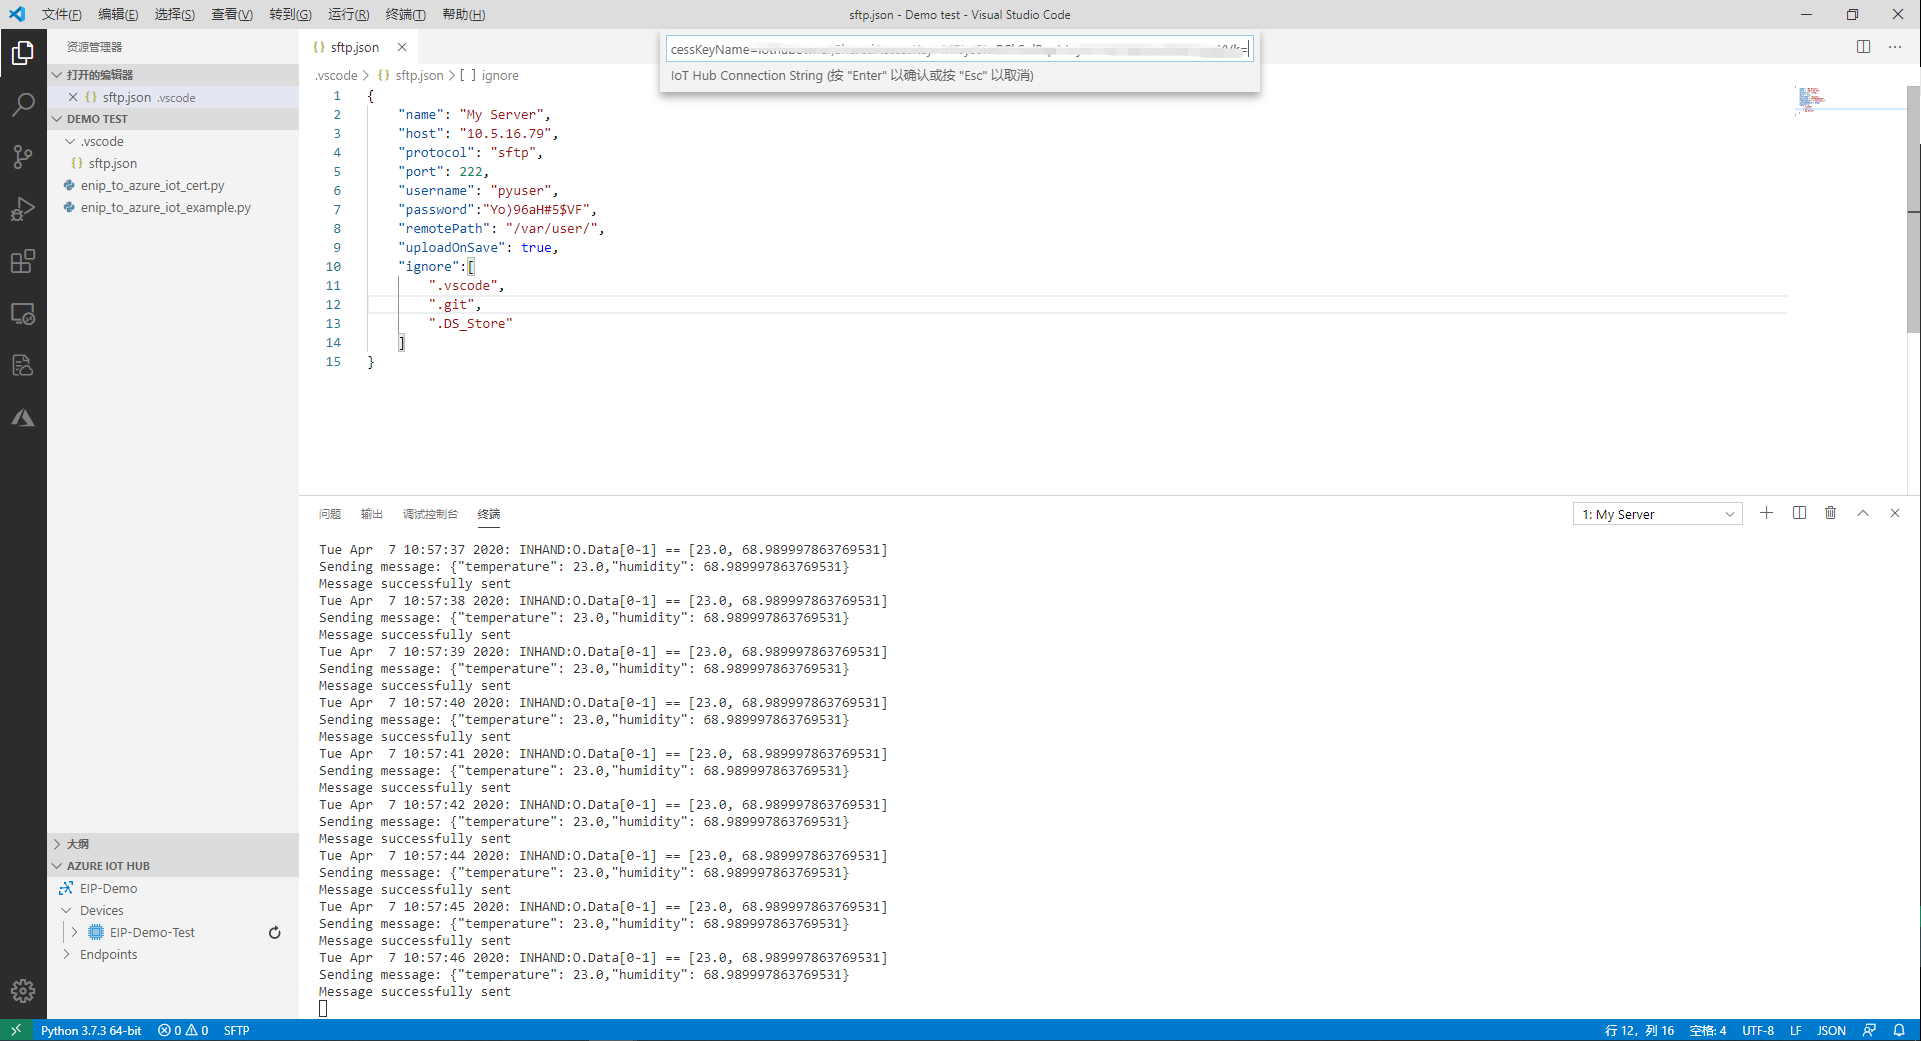 文件(F) 编辑(E) 选择(S) 查看(V) 转到(G) 运行(R) 终端(T) 帮助(H)
sftp.json - Demo test - Visual Studio Code
资源管理器
打开的编辑器
sftp.json .vscode
DEMO TEST
.vscode
sftp.json
enip_to_azure_iot_cert.py
enip_to_azure_iot_example.py
大纲
AZURE IOT HUB
EIP-Demo
Devices
EIP-Demo-Test
Endpoints
sftp.json
.vscode > {} sftp.json > [ ] ignore
IoT Hub Connection String (按 "Enter" 以确认或按 "Esc" 以取消)
1 {
2 "name": "My Server",
3 "host": "10.5.16.79",
4 "protocol": "sftp",
5 "port": 222,
6 "username": "pyuser",
7 "password":"Yo)96aH#5$VF",
8 "remotePath": "/var/user/",
9 "uploadOnSave": true,
10 "ignore":[
11 ".vscode",
12 ".git",
13 ".DS_Store"
14 ]
15 }
问题 输出 调试控制台 终端
1: My Server
Tue Apr  7 10:57:37 2020: INHAND:O.Data[0-1] == [23.0, 68.989997863769531]
Sending message: {"temperature": 23.0,"humidity": 68.989997863769531}
Message successfully sent
Tue Apr  7 10:57:38 2020: INHAND:O.Data[0-1] == [23.0, 68.989997863769531]
Sending message: {"temperature": 23.0,"humidity": 68.989997863769531}
Message successfully sent
Tue Apr  7 10:57:39 2020: INHAND:O.Data[0-1] == [23.0, 68.989997863769531]
Sending message: {"temperature": 23.0,"humidity": 68.989997863769531}
Message successfully sent
Tue Apr  7 10:57:40 2020: INHAND:O.Data[0-1] == [23.0, 68.989997863769531]
Sending message: {"temperature": 23.0,"humidity": 68.989997863769531}
Message successfully sent
Tue Apr  7 10:57:41 2020: INHAND:O.Data[0-1] == [23.0, 68.989997863769531]
Sending message: {"temperature": 23.0,"humidity": 68.989997863769531}
Message successfully sent
Tue Apr  7 10:57:42 2020: INHAND:O.Data[0-1] == [23.0, 68.989997863769531]
Sending message: {"temperature": 23.0,"humidity": 68.989997863769531}
Message successfully sent
Tue Apr  7 10:57:44 2020: INHAND:O.Data[0-1] == [23.0, 68.989997863769531]
Sending message: {"temperature": 23.0,"humidity": 68.989997863769531}
Message successfully sent
Tue Apr  7 10:57:45 2020: INHAND:O.Data[0-1] == [23.0, 68.989997863769531]
Sending message: {"temperature": 23.0,"humidity": 68.989997863769531}
Message successfully sent
Tue Apr  7 10:57:46 2020: INHAND:O.Data[0-1] == [23.0, 68.989997863769531]
Sending message: {"temperature": 23.0,"humidity": 68.989997863769531}
Message successfully sent
Python 3.7.3 64-bit 0 0 SFTP
行 12，列 16 空格: 4 UTF-8 LF JSON